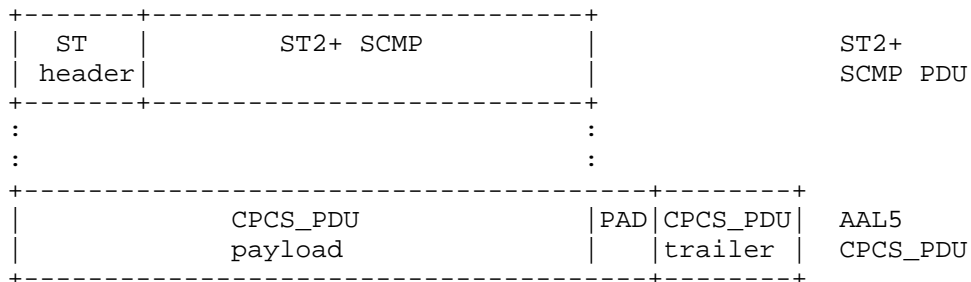 +-------+---------------------------+
|  ST   |        ST2+ SCMP          |             ST2+
| header|                           |             SCMP PDU
+-------+---------------------------+
:                                   :
:                                   :
+---------------------------------------+--------+
|            CPCS_PDU               |PAD|CPCS_PDU|  AAL5
|            payload                |   |trailer |  CPCS_PDU
+---------------------------------------+--------+